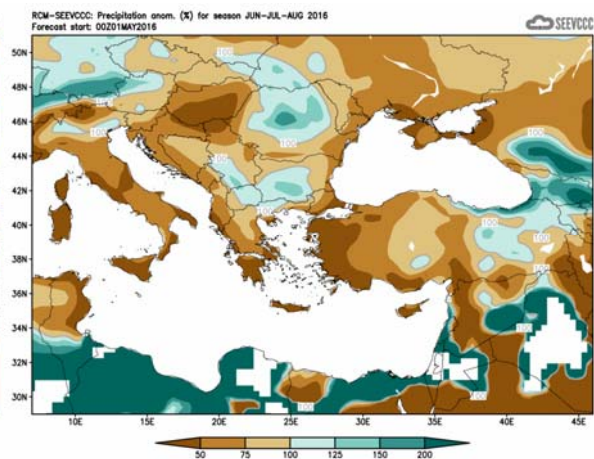 RCM-SEEVCCC: Precipitation anom. (%) for season JUN-JUL-AUG 2016
Forecast start: 00Z01MAY2016
SEEVCCC
50N
48N
46N
44N
42N
40N
38N
36N
34N
32N
30N
100
100
100
100
100
100
100
100
100
100
100
100
10E
15E
20E
25E
30E
35E
40E
45E
50
75
100
125
150
200